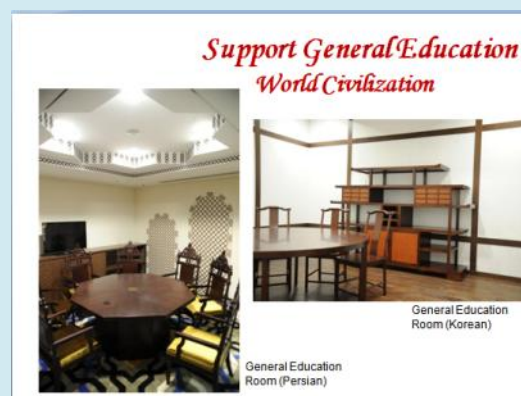 Support General Education
World Civilization
General Education
Room (Korean)
General Education
Room (Persian)